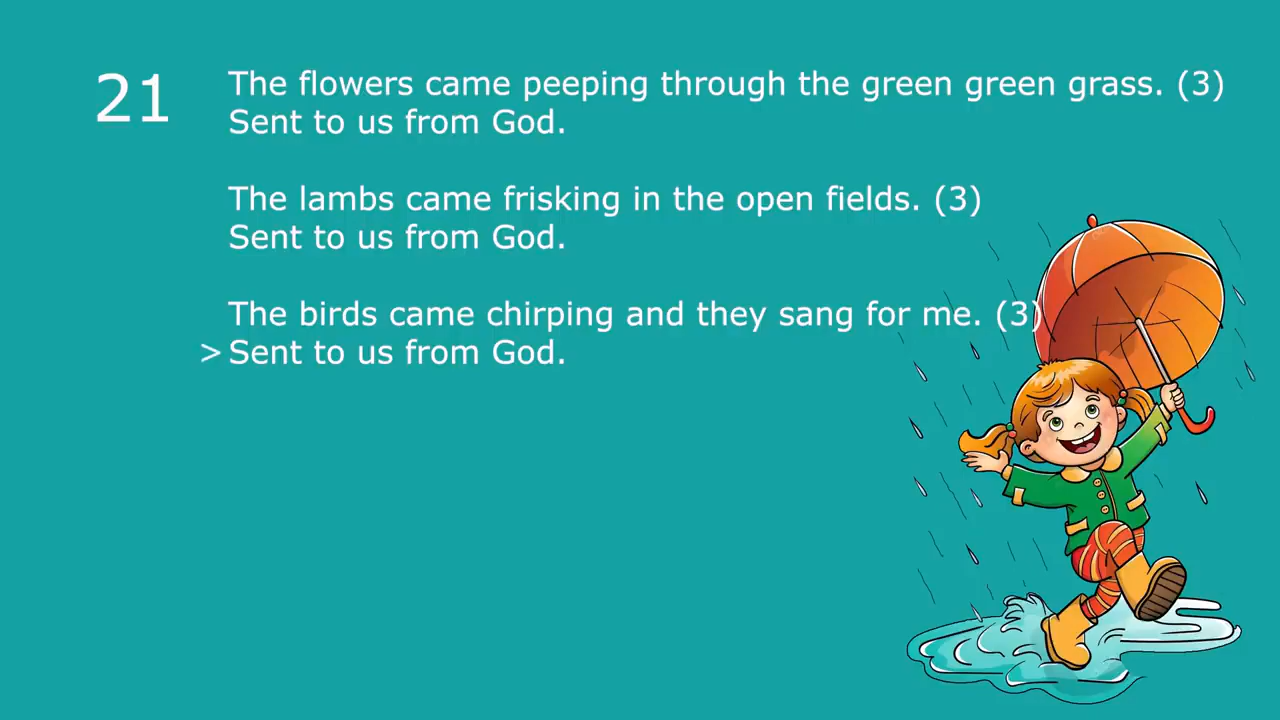 21
The flowers came peeping through the green green grass. (3)
Sent to us from God.
The lambs came frisking in the open fields. (3)
Sent to us from God.
The birds came chirping and they sang for me. (3)
> Sent to us from God.